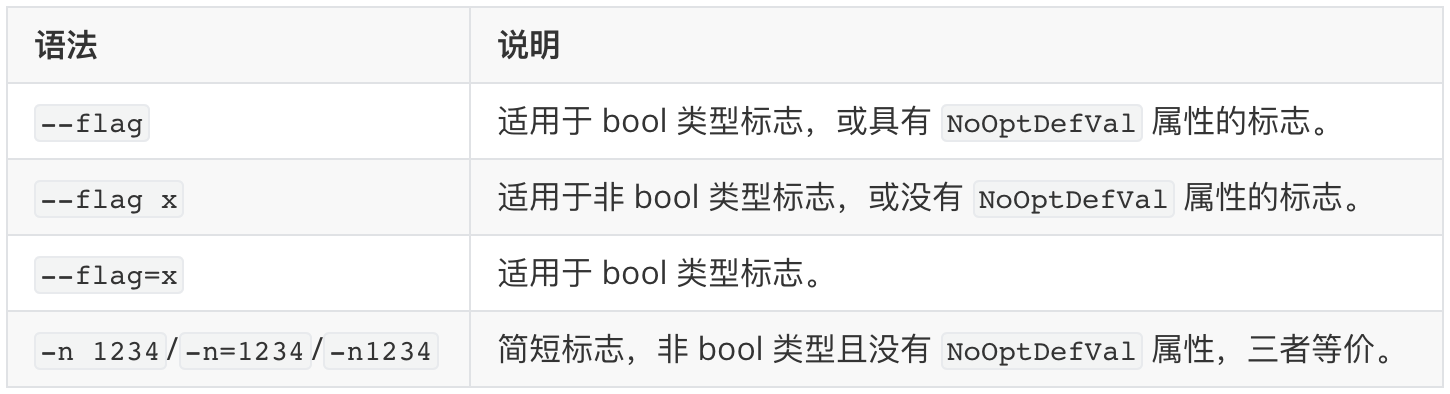 语法 说明
--flag 适用于 bool 类型标志，或具有 NoOptDefVal 属性的标志。
--flag x 适用于非 bool 类型标志，或没有 NoOptDefVal 属性的标志。
--flag=x 适用于 bool 类型标志。
-n 1234/-n=1234/-n1234 简短标志，非 bool 类型且没有 NoOptDefVal 属性，三者等价。